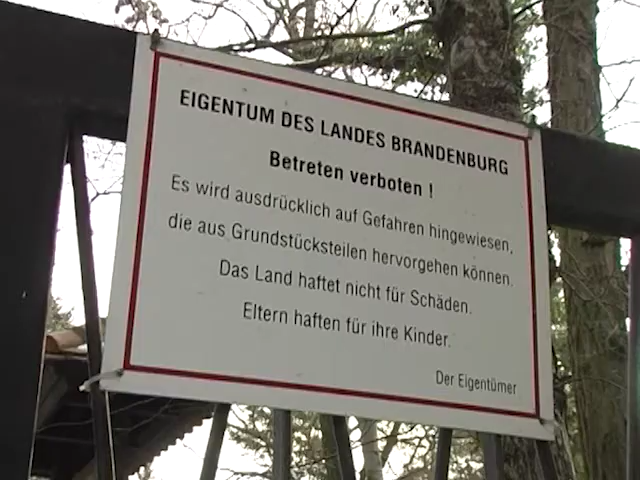 EIGENTUM DES LANDES BRANDENBURG
Betreten verboten !
Es wird ausdrücklich auf Gefahren hingewiesen,
die aus Grundstücksteilen hervorgehen können.
Das Land haftet nicht für Schäden.
Eltern haften für ihre Kinder.
Der Eigentümer